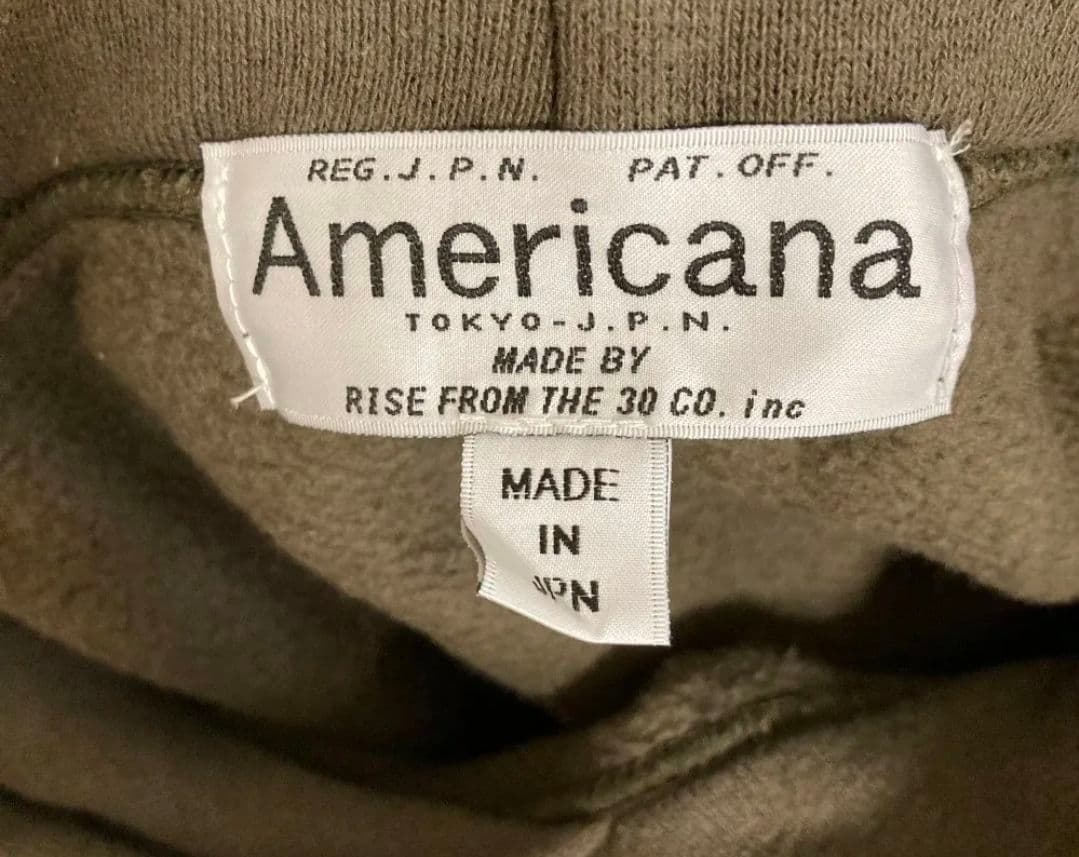 REG.J.P.N. PAT.OFF.
Americana
TOKYO-J.P.N.
MADE BY
RISE FROM THE 30 CO. inc
MADE
IN
JPN